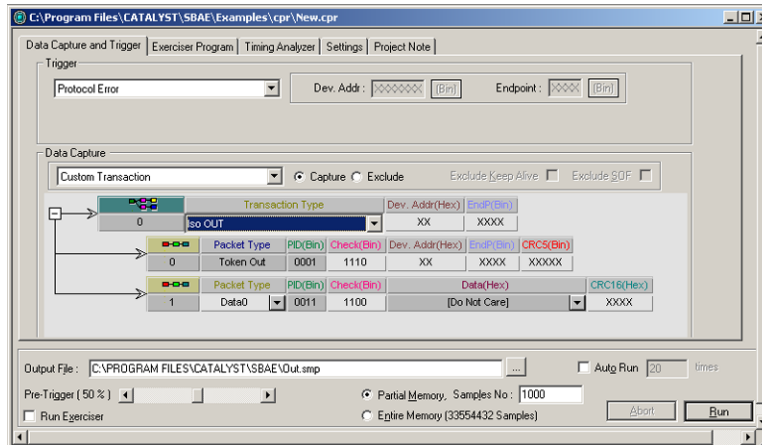 C:\Program Files\CATALYST\SBAE\Examples\cpr\New.cpr
Data Capture and Trigger Exerciser Program Timing Analyzer Settings Project Note
Trigger
Protocol Error Dev. Addr : XXXXXXX (Bin) Endpoint : XXXX (Bin)
Data Capture
Custom Transaction Capture Exclude Exclude Keep Alive Exclude SOF
Transaction Type Dev. Addr(Hex) EndP(Bin)
0 Iso OUT XX XXXX
Packet Type PID(Bin) Check(Bin) Dev. Addr(Hex) EndP(Bin) CRC5(Bin)
0 Token Out 0001 1110 XX XXXX XXXXX
Packet Type PID(Bin) Check(Bin) Data(Hex) CRC16(Hex)
1 Data0 0011 1100 [Do Not Care] XXXX
Output File : C:\PROGRAM FILES\CATALYST\SBAE\Out.smp ... Auto Run 20 times
Pre-Trigger ( 50 % ) Partial Memory, Samples No : 1000
Run Exerciser Entire Memory (33554432 Samples) Abort Run